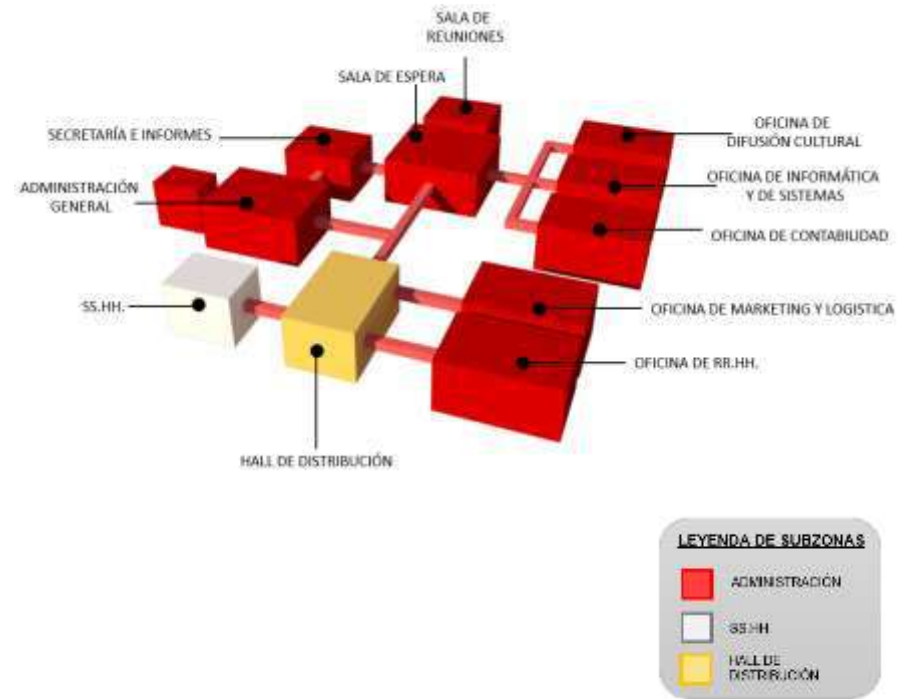 SALA DE
REUNIONES
SALA DE ESPERA
SECRETARÍA E INFORMES
OFICINA DE
DIFUSIÓN CULTURAL
ADMINISTRACIÓN
GENERAL
OFICINA DE INFORMÁTICA
Y DE SISTEMAS
OFICINA DE CONTABILIDAD
SS.HH.
OFICINA DE MARKETING Y LOGISTICA
OFICINA DE RR.HH.
HALL DE DISTRIBUCIÓN
LEYENDA DE SUBZONAS
ADMINISTRACIÓN
SS.HH
HALL DE
DISTRIBUCIÓN